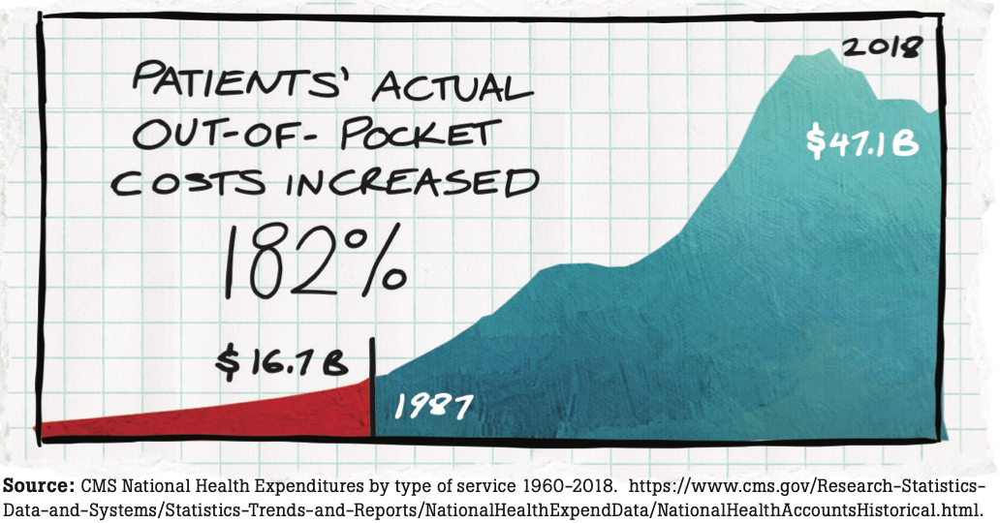 PATIENTS' ACTUAL
OUT-OF-POCKET
COSTS INCREASED
182%
2018
$47.1B
$16.7B
1987
Source: CMS National Health Expenditures by type of service 1960-2018. https://www.cms.gov/Research-Statistics-
Data-and-Systems/Statistics-Trends-and-Reports/NationalHealthExpendData/NationalHealthAccountsHistorical.html.